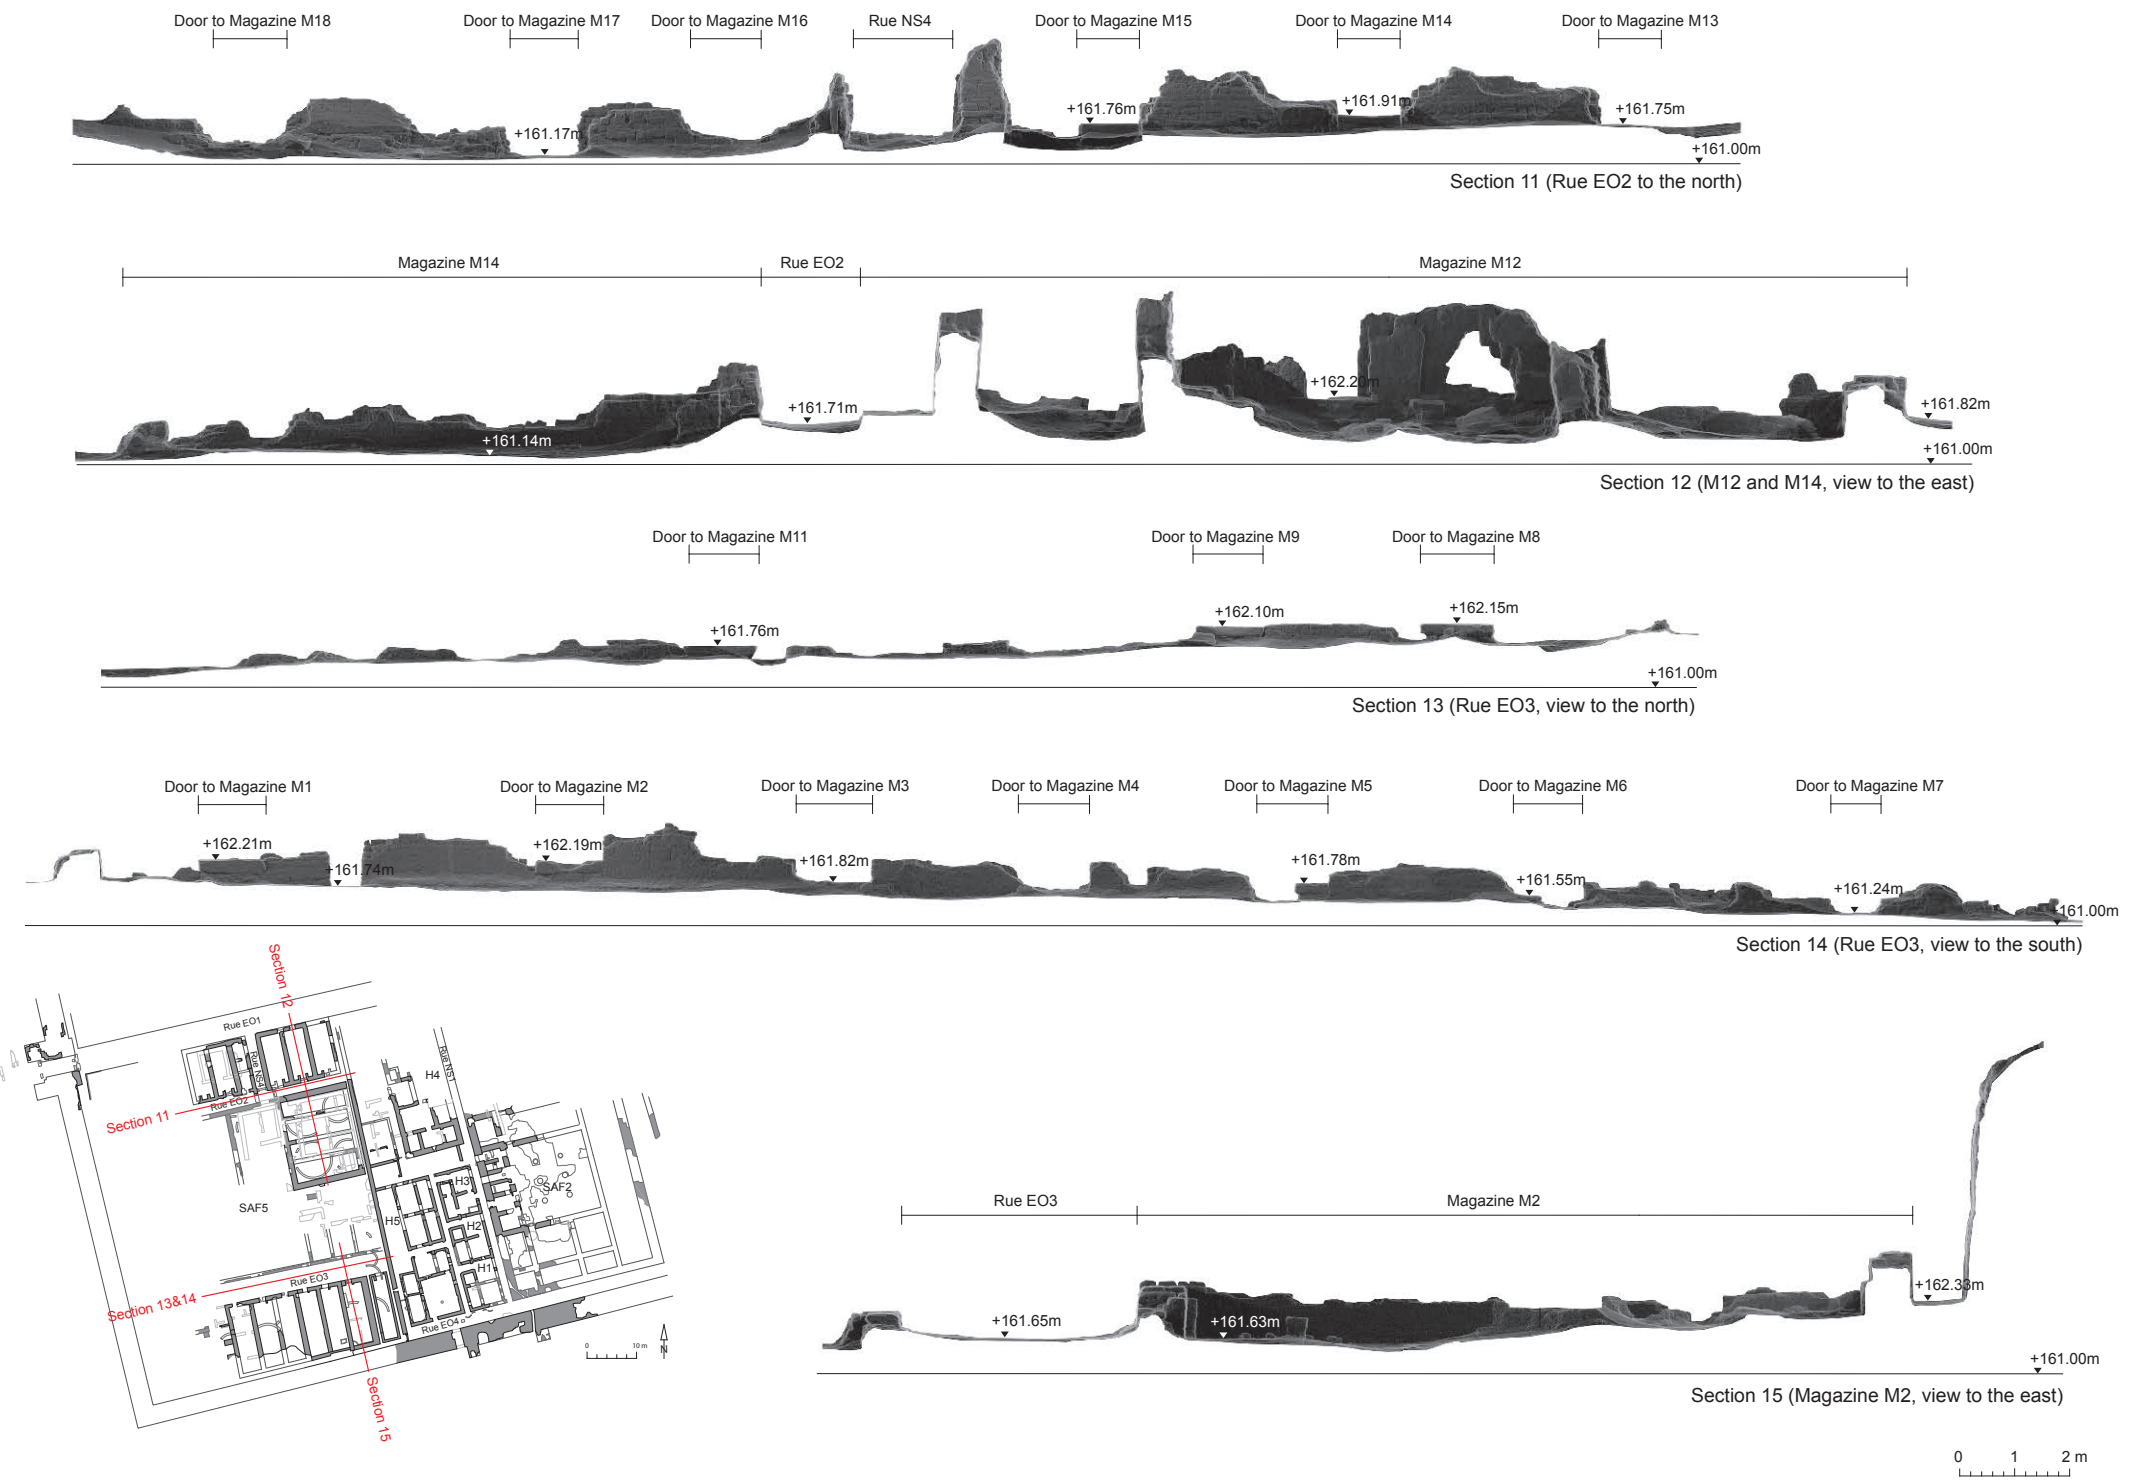 Door to Magazine M18
Door to Magazine M17
Door to Magazine M16
Rue NS4
Door to Magazine M15
Door to Magazine M14
Door to Magazine M13
+161.17m
+161.76m
+161.91m
+161.75m
+161.00m
Section 11 (Rue EO2 to the north)
Magazine M14
Rue EO2
Magazine M12
+161.14m
+161.71m
+162.20m
+161.82m
+161.00m
Section 12 (M12 and M14, view to the east)
Door to Magazine M11
Door to Magazine M9
Door to Magazine M8
+161.76m
+162.10m
+162.15m
+161.00m
Section 13 (Rue EO3, view to the north)
Door to Magazine M1
Door to Magazine M2
Door to Magazine M3
Door to Magazine M4
Door to Magazine M5
Door to Magazine M6
Door to Magazine M7
+162.21m
+161.74m
+162.19m
+161.82m
+161.78m
+161.55m
+161.24m
+161.00m
Section 14 (Rue EO3, view to the south)
Section 12
Rue EO1
Rue NS4
Rue NS1
H4
Section 11
Rue EO2
H3
SAF2
SAF5
H5
H2
H1
Rue EO3
Section 13&14
Rue EO4
0 10 m
N
Section 15
Rue EO3
Magazine M2
+161.65m
+161.63m
+162.33m
+161.00m
Section 15 (Magazine M2, view to the east)
0 1 2 m